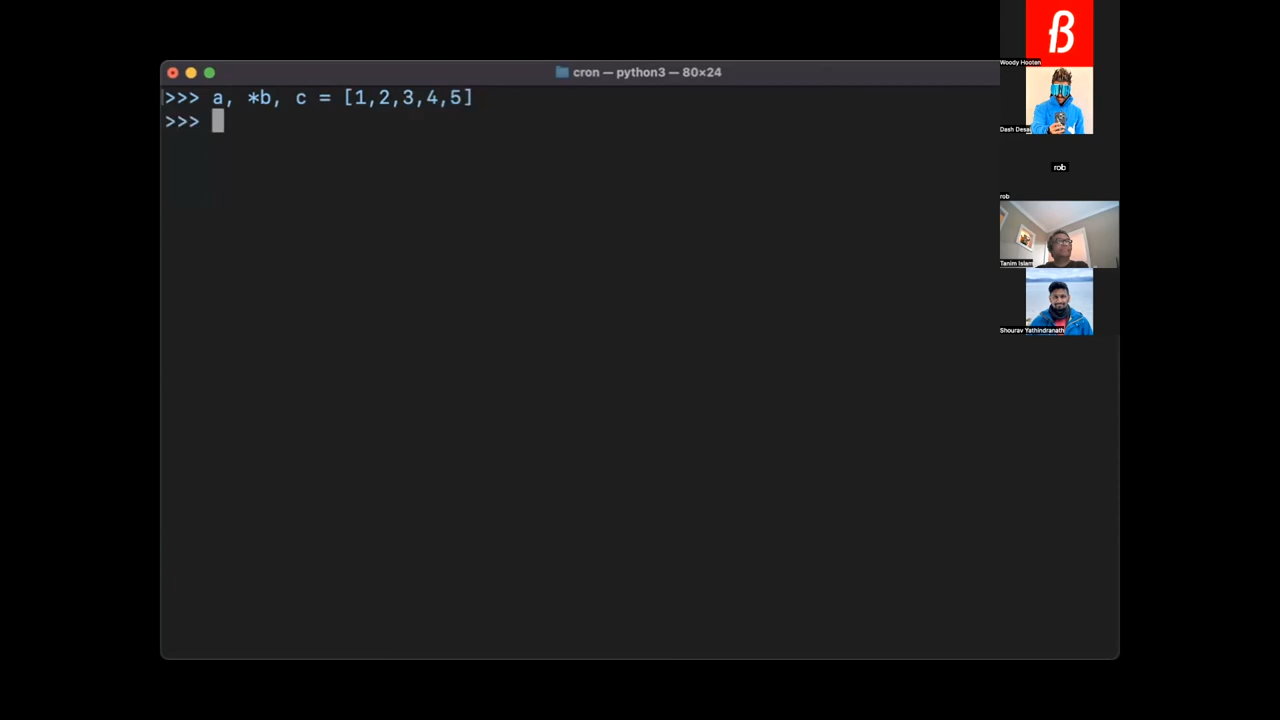 cron — python3 — 80×24
>>> a, *b, c = [1,2,3,4,5]
>>>
ß
Woody Hooten
Dash Desai
rob
rob
Tanim Islam
Shourav Yathindranath